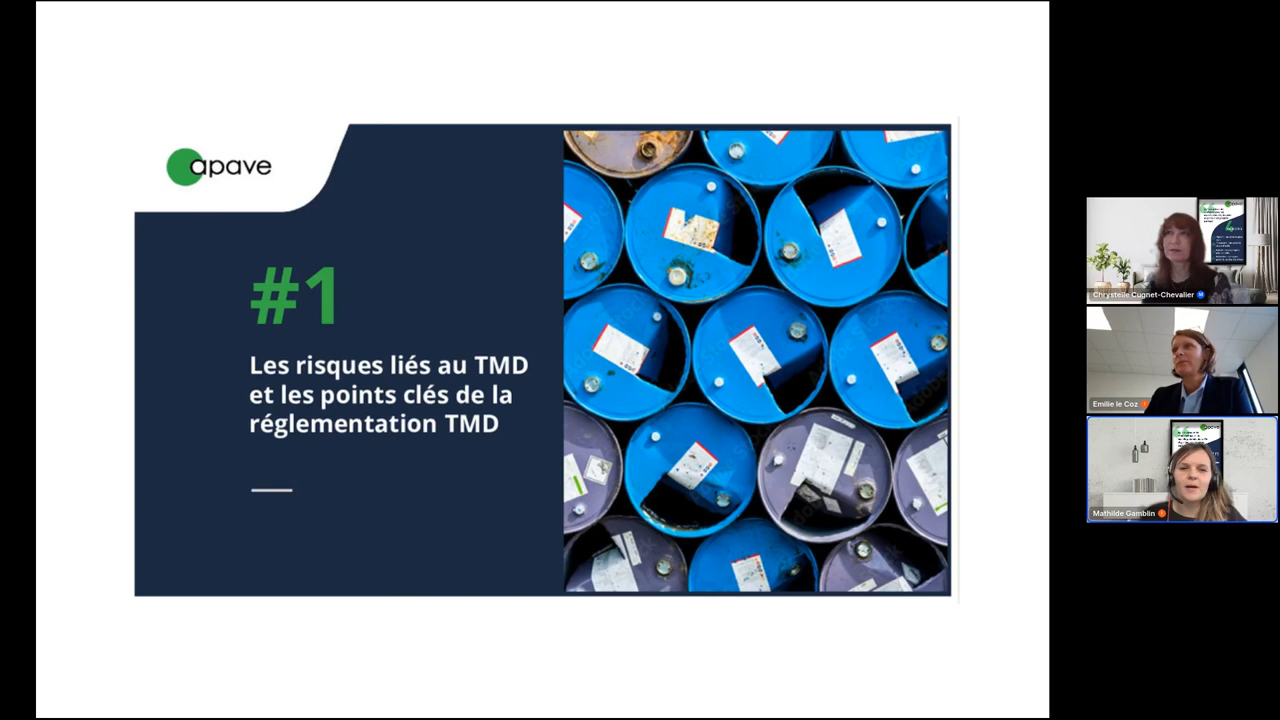 apave
#1
Les risques liés au TMD
et les points clés de la
réglementation TMD
Chrystelle Cugnet-Chevalier
Emilie le Coz
Mathilde Gamblin